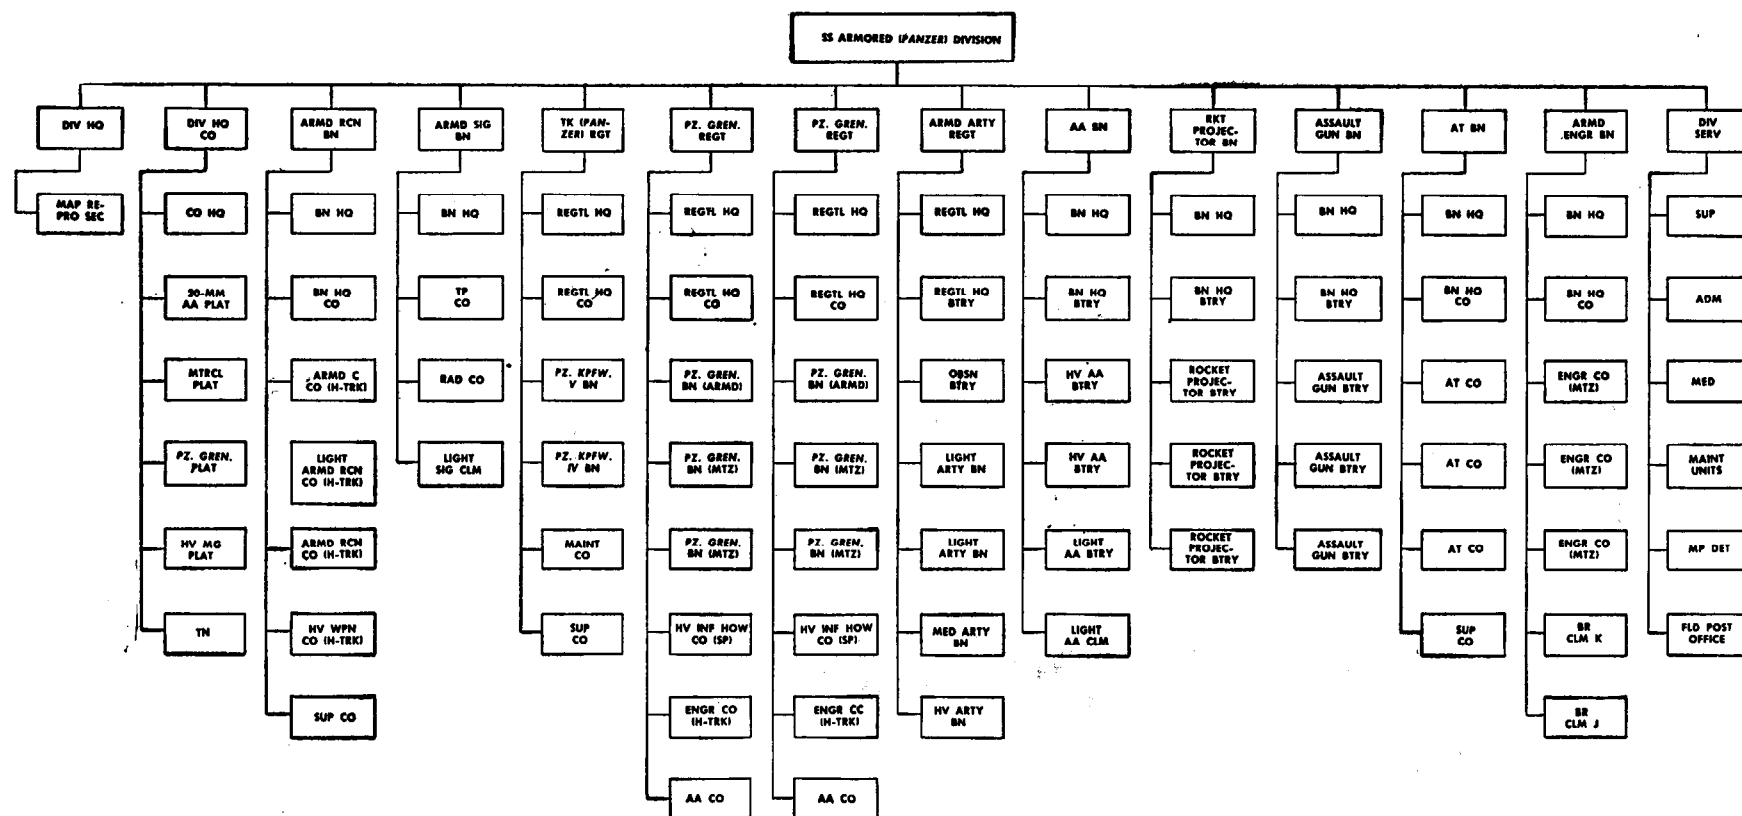 SS ARMORED (PANZER) DIVISION
DIV HQ
MAP RE-
PRO SEC
DIV HQ
CO
CO HQ
20-MM
AA PLAT
MTRCL
PLAT
PZ. GREN.
PLAT
HV MG
PLAT
TN
ARMD RCN
BN
BN HQ
BN HQ
CO
ARMD C
CO (H-TRK)
LIGHT
ARMD RCN
CO (H-TRK)
ARMD RCN
CO (H-TRK)
HV WPN
CO (H-TRK)
SUP CO
ARMD SIG
BN
BN HQ
TP
CO
RAD CO
LIGHT
SIG CLM
TK (PAN-
ZER) RGT
REGTL HQ
REGTL HQ
CO
PZ. KPFW.
V BN
PZ. KPFW.
IV BN
MAINT
CO
SUP
CO
PZ. GREN.
REGT
REGTL HQ
REGTL HQ
CO
PZ. GREN.
BN (ARMD)
PZ. GREN.
BN (MTZ)
PZ. GREN.
BN (MTZ)
HV INF HOW
CO (SP)
ENGR CO
(H-TRK)
AA CO
PZ. GREN.
REGT
REGTL HQ
REGTL HQ
CO
PZ. GREN.
BN (ARMD)
PZ. GREN.
BN (MTZ)
PZ. GREN.
BN (MTZ)
HV INF HOW
CO (SP)
ENGR CC
(H-TRK)
AA CO
ARMD ARTY
REGT
REGTL HQ
REGTL HQ
BTRY
OBSN
BTRY
LIGHT
ARTY BN
LIGHT
ARTY BN
MED ARTY
BN
HV ARTY
BN
AA BN
BN HQ
BN HQ
BTRY
HV AA
BTRY
HV AA
BTRY
LIGHT
AA BTRY
LIGHT
AA CLM
RKT
PROJEC-
TOR BN
BN HQ
BN HQ
BTRY
ROCKET
PROJEC-
TOR BTRY
ROCKET
PROJEC-
TOR BTRY
ROCKET
PROJEC-
TOR BTRY
ASSAULT
GUN BN
BN HQ
BN HQ
BTRY
ASSAULT
GUN BTRY
ASSAULT
GUN BTRY
ASSAULT
GUN BTRY
AT BN
BN HQ
BN HQ
CO
AT CO
AT CO
AT CO
SUP
CO
ARMD
ENGR BN
BN HQ
BN HQ
CO
ENGR CO
(MTZ)
ENGR CO
(MTZ)
ENGR CO
(MTZ)
BR
CLM K
BR
CLM J
DIV
SERV
SUP
ADM
MED
MAINT
UNITS
MP DET
FLD POST
OFFICE